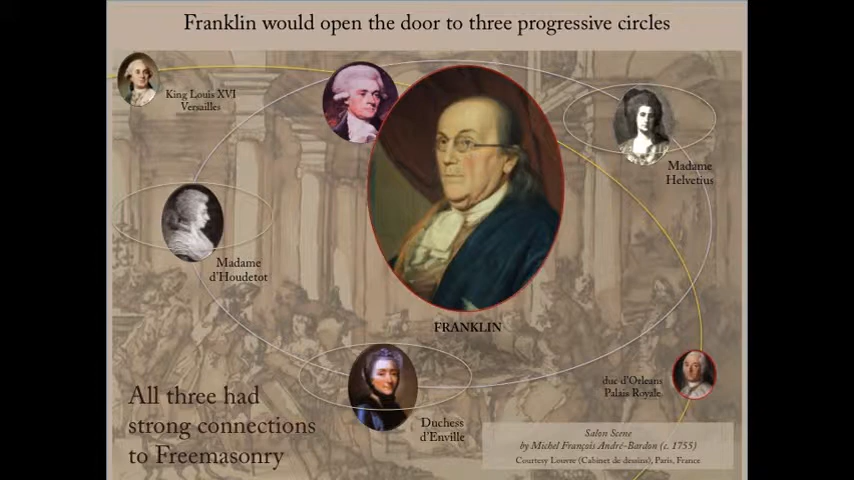 Franklin would open the door to three progressive circles
King Louis XVI
Versailles
Madame
Helvetius
Madame
d'Houdetot
FRANKLIN
duc d'Orleans
Palais Royale
All three had
strong connections
to Freemasonry
Duchess
d'Enville
Salon Scene
by Michel François André-Bardon (c. 1755)
Courtesy Louvre (Cabinet de dessins), Paris, France